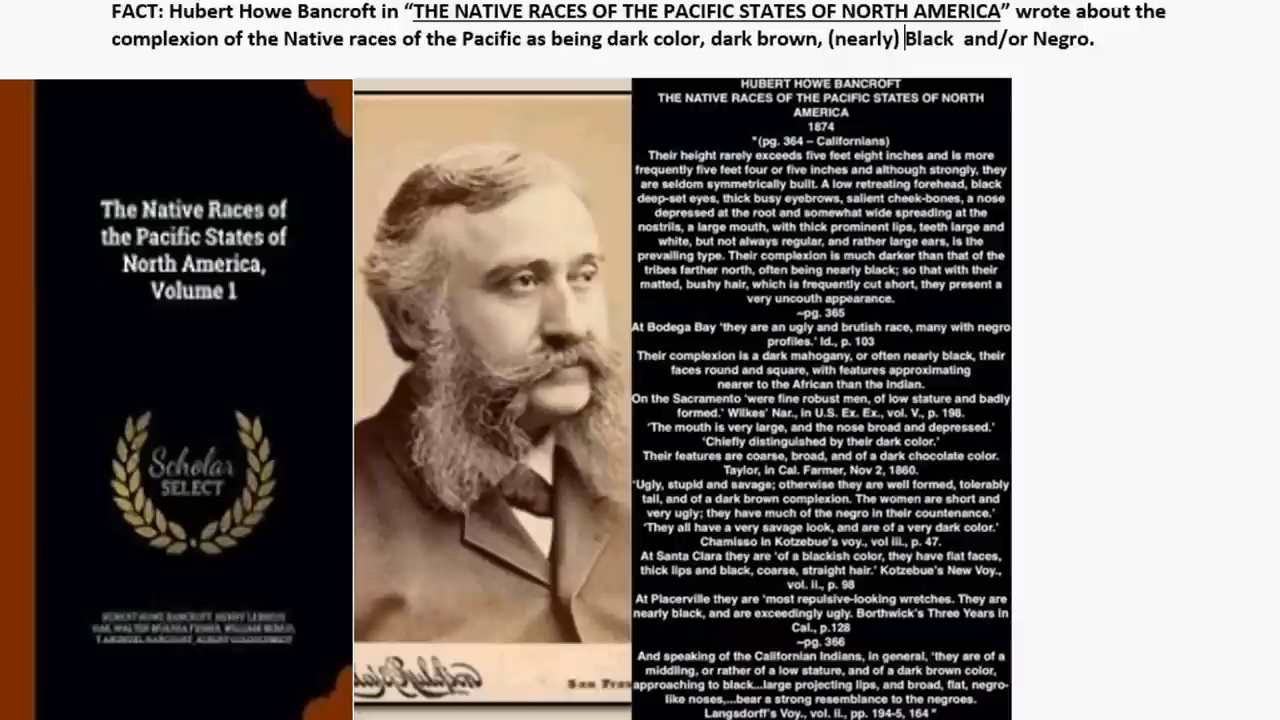 FACT: Hubert Howe Bancroft in “THE NATIVE RACES OF THE PACIFIC STATES OF NORTH AMERICA” wrote about the
complexion of the Native races of the Pacific as being dark color, dark brown, (nearly) Black and/or Negro.
The Native Races of
the Pacific States of
North America,
Volume 1
Scholar
SELECT
San Fran
HUBERT HOWE BANCROFT
THE NATIVE RACES OF THE PACIFIC STATES OF NORTH
AMERICA
1874
"(pg. 364 – Californians)
Their height rarely exceeds five feet eight inches and is more
frequently five feet four or five inches and although strongly, they
are seldom symmetrically built. A low retreating forehead, black
deep-set eyes, thick busy eyebrows, salient cheek-bones, a nose
depressed at the root and somewhat wide spreading at the
nostrils, a large mouth, with thick prominent lips, teeth large and
white, but not always regular, and rather large ears, is the
prevailing type. Their complexion is much darker than that of the
tribes farther north, often being nearly black; so that with their
matted, bushy hair, which is frequently cut short, they present a
very uncouth appearance.
~pg. 365
At Bodega Bay 'they are an ugly and brutish race, many with negro
profiles.' Id., p. 103
Their complexion is a dark mahogany, or often nearly black, their
faces round and square, with features approximating
nearer to the African than the Indian.
On the Sacramento 'were fine robust men, of low stature and badly
formed.' Wilkes' Nar., in U.S. Ex. Ex., vol. V., p. 198.
'The mouth is very large, and the nose broad and depressed.'
'Chiefly distinguished by their dark color.'
Their features are coarse, broad, and of a dark chocolate color.
Taylor, in Cal. Farmer, Nov 2, 1860.
'Ugly, stupid and savage; otherwise they are well formed, tolerably
tall, and of a dark brown complexion. The women are short and
very ugly; they have much of the negro in their countenance.'
'They all have a very savage look, and are of a very dark color.'
Chamisso in Kotzebue's voy., vol iii., p. 47.
At Santa Clara they are 'of a blackish color, they have flat faces,
thick lips and black, coarse, straight hair.' Kotzebue's New Voy.,
vol. ii., p. 98
At Placerville they are 'most repulsive-looking wretches. They are
nearly black, and are exceedingly ugly. Borthwick's Three Years in
Cal., p.128
~pg. 366
And speaking of the Californian Indians, in general, 'they are of a
middling, or rather of a low stature, and of a dark brown color,
approaching to black...large projecting lips, and broad, flat, negro-
like noses,...bear a strong resemblance to the negroes.
Langsdorff's Voy., vol. ii., pp. 194-5, 164 "